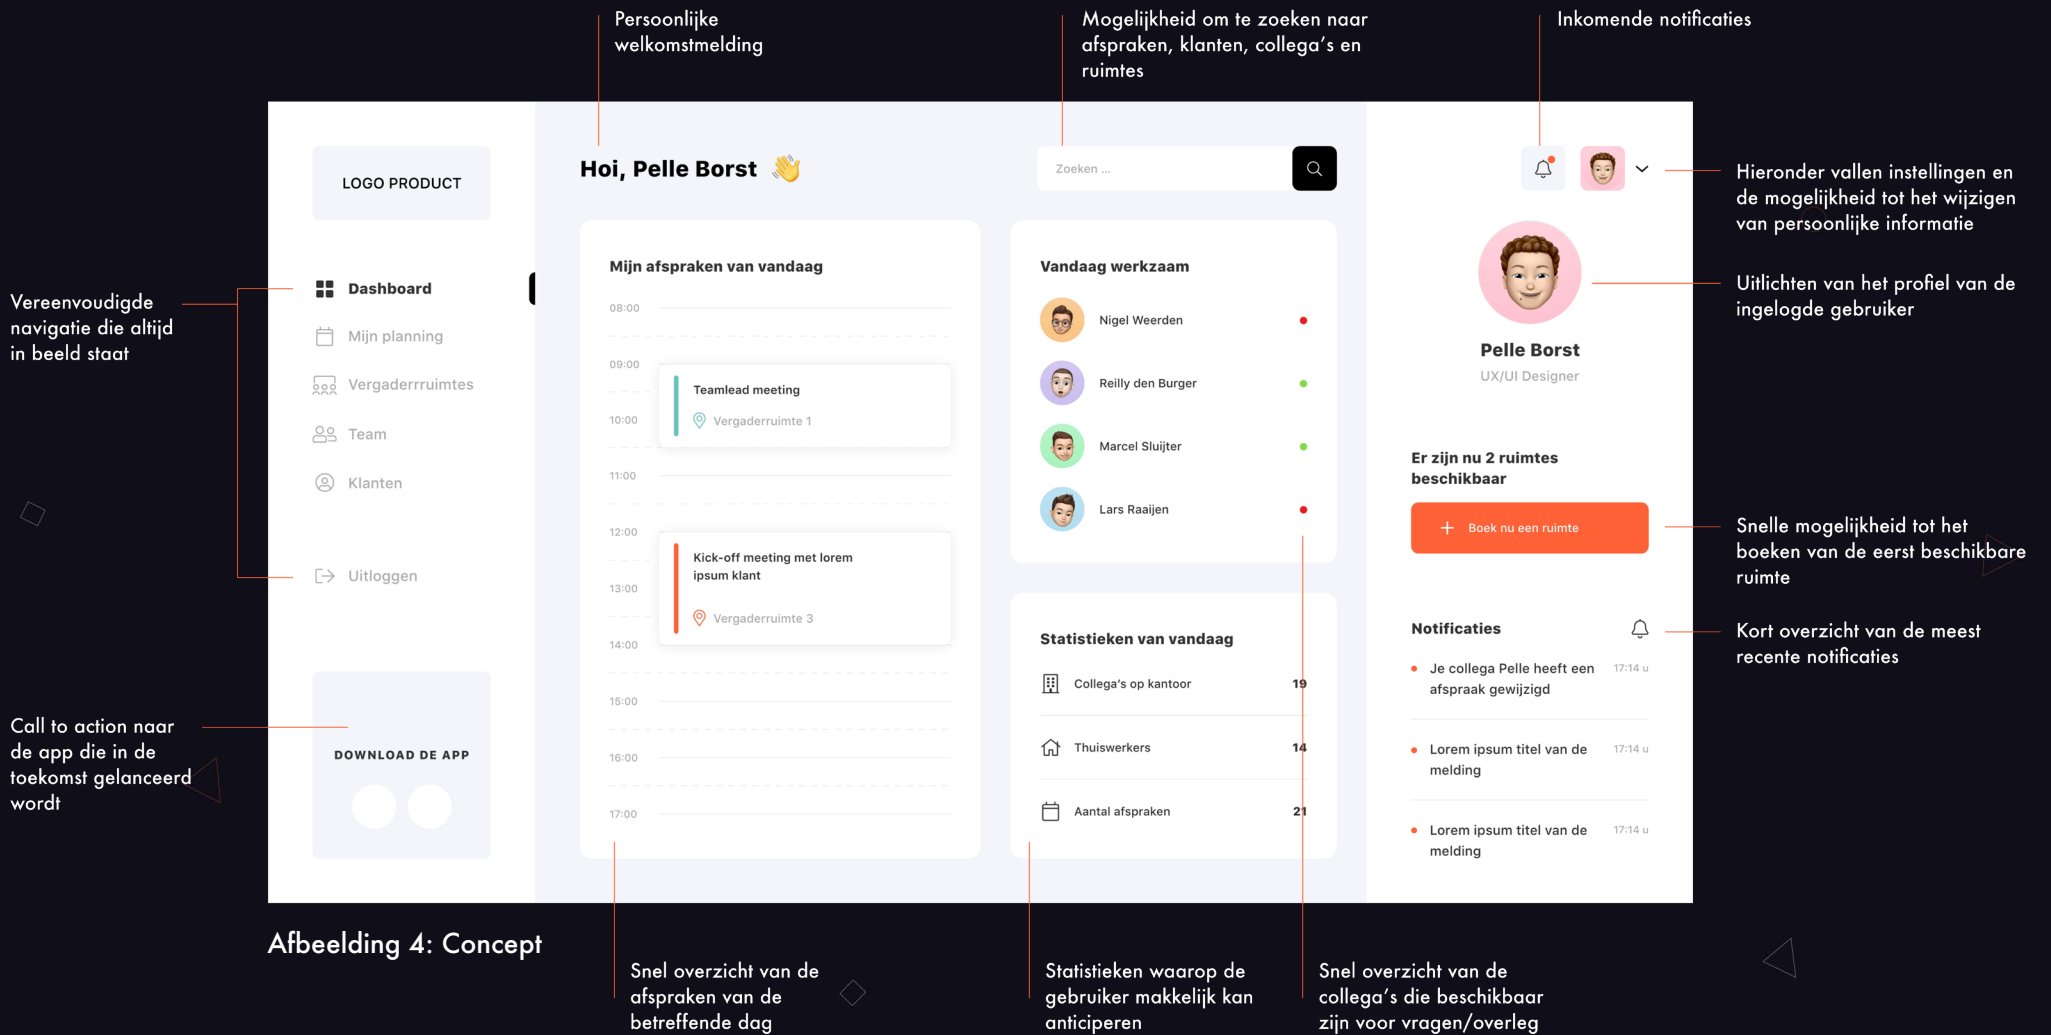 Persoonlijke
welkomstmelding
Mogelijkheid om te zoeken naar
afspraken, klanten, collega's en
ruimtes
Inkomende notificaties
Vereenvoudigde
navigatie die altijd
in beeld staat
Call to action naar
de app die in de
toekomst gelanceerd
wordt
LOGO PRODUCT
Dashboard
Mijn planning
Vergaderrruimtes
Team
Klanten
Uitloggen
DOWNLOAD DE APP
Hoi, Pelle Borst
Zoeken ...
Mijn afspraken van vandaag
08:00
09:00
Teamlead meeting
10:00
Vergaderruimte 1
11:00
12:00
Kick-off meeting met lorem
ipsum klant
13:00
Vergaderruimte 3
14:00
15:00
16:00
17:00
Vandaag werkzaam
Nigel Weerden
Reilly den Burger
Marcel Sluijter
Lars Raaijen
Statistieken van vandaag
Collega's op kantoor 19
Thuiswerkers 14
Aantal afspraken 21
Pelle Borst
UX/UI Designer
Er zijn nu 2 ruimtes
beschikbaar
+ Boek nu een ruimte
Notificaties
Je collega Pelle heeft een 17:14 u
afspraak gewijzigd
Lorem ipsum titel van de 17:14 u
melding
Lorem ipsum titel van de 17:14 u
melding
Hieronder vallen instellingen en
de mogelijkheid tot het wijzigen
van persoonlijke informatie
Uitlichten van het profiel van de
ingelogde gebruiker
Snelle mogelijkheid tot het
boeken van de eerst beschikbare
ruimte
Kort overzicht van de meest
recente notificaties
Afbeelding 4: Concept
Snel overzicht van de
afspraken van de
betreffende dag
Statistieken waarop de
gebruiker makkelijk kan
anticiperen
Snel overzicht van de
collega's die beschikbaar
zijn voor vragen/overleg